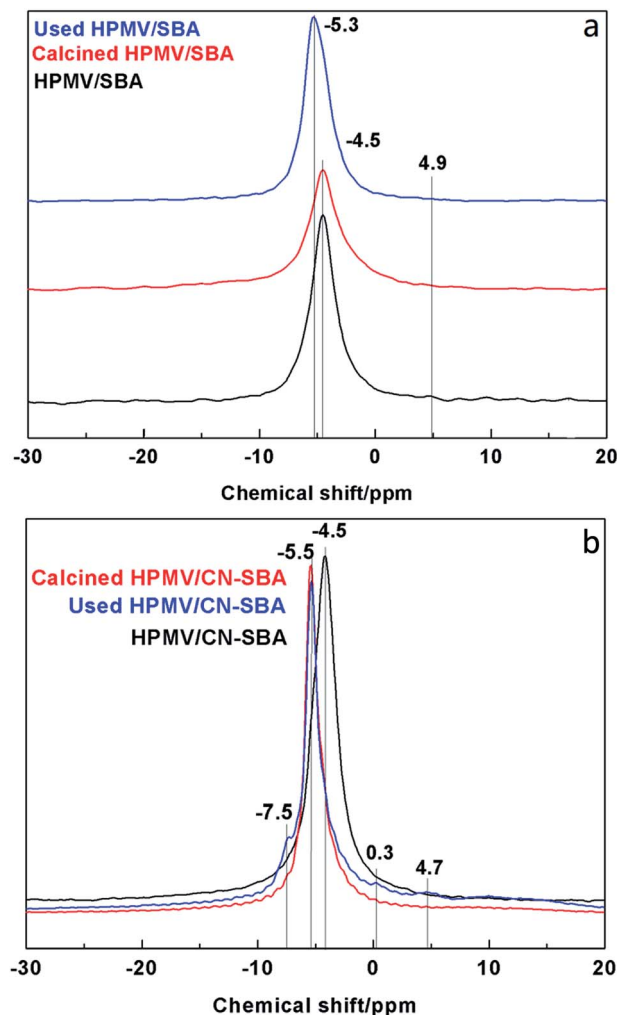 a
Used HPMV/SBA
Calcined HPMV/SBA
HPMV/SBA
-5.3
-4.5
4.9
-30 -20 -10 0 10 20
Chemical shift/ppm
b
-4.5
-5.5
Calcined HPMV/CN-SBA
Used HPMV/CN-SBA
HPMV/CN-SBA
-7.5
0.3
4.7
-30 -20 -10 0 10 20
Chemical shift/ppm